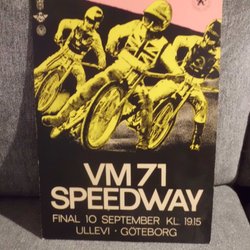 VM 71
SPEEDWAY
FINAL 10 SEPTEMBER KL. 19.15
ULLEVI · GÖTEBORG